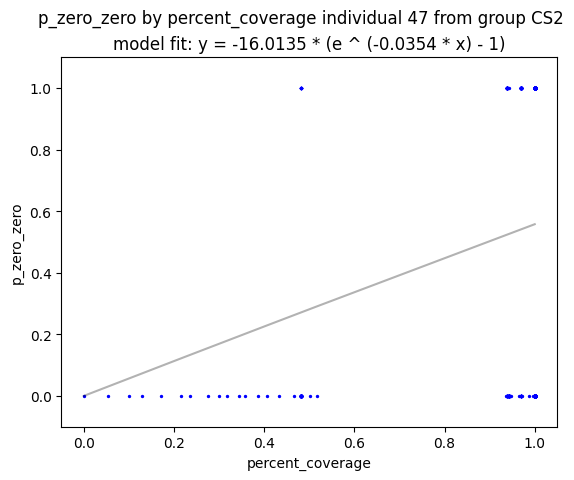 p_zero_zero by percent_coverage individual 47 from group CS2
model fit: y = -16.0135 * (e ^ (-0.0354 * x) - 1)
1.0
0.8
0.6
0.4
0.2
0.0
p_zero_zero
0.0 0.2 0.4 0.6 0.8 1.0
percent_coverage